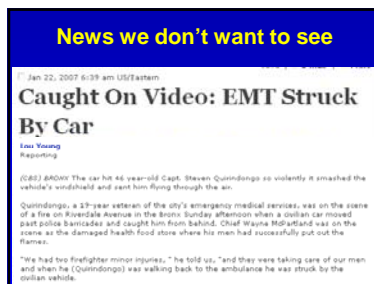 News we don't want to see
Jan 22, 2007 6:39 am US/Eastern
Caught On Video: EMT Struck
By Car
Lou Young
Reporting
(CBS) BRONX The car hit 46 year-old Capt. Steven Quirindongo so violently it smashed the
vehicle's windshield and sent him flying through the air.
Quirindongo, a 19-year veteran of the city's emergency medical services, was on the scene
of a fire on Riverdale Avenue in the Bronx Sunday afternoon when a civilian car moved
past police barricades and caught him from behind. Chief Wayne McPartland was on the
scene as the damaged health food store where his men had successfully put out the
flames.
"We had two firefighter minor injuries, " he told us, "and they were taking care of our men
and when he (Quirindongo) was walking back to the ambulance he was struck by the
civilian vehicle.